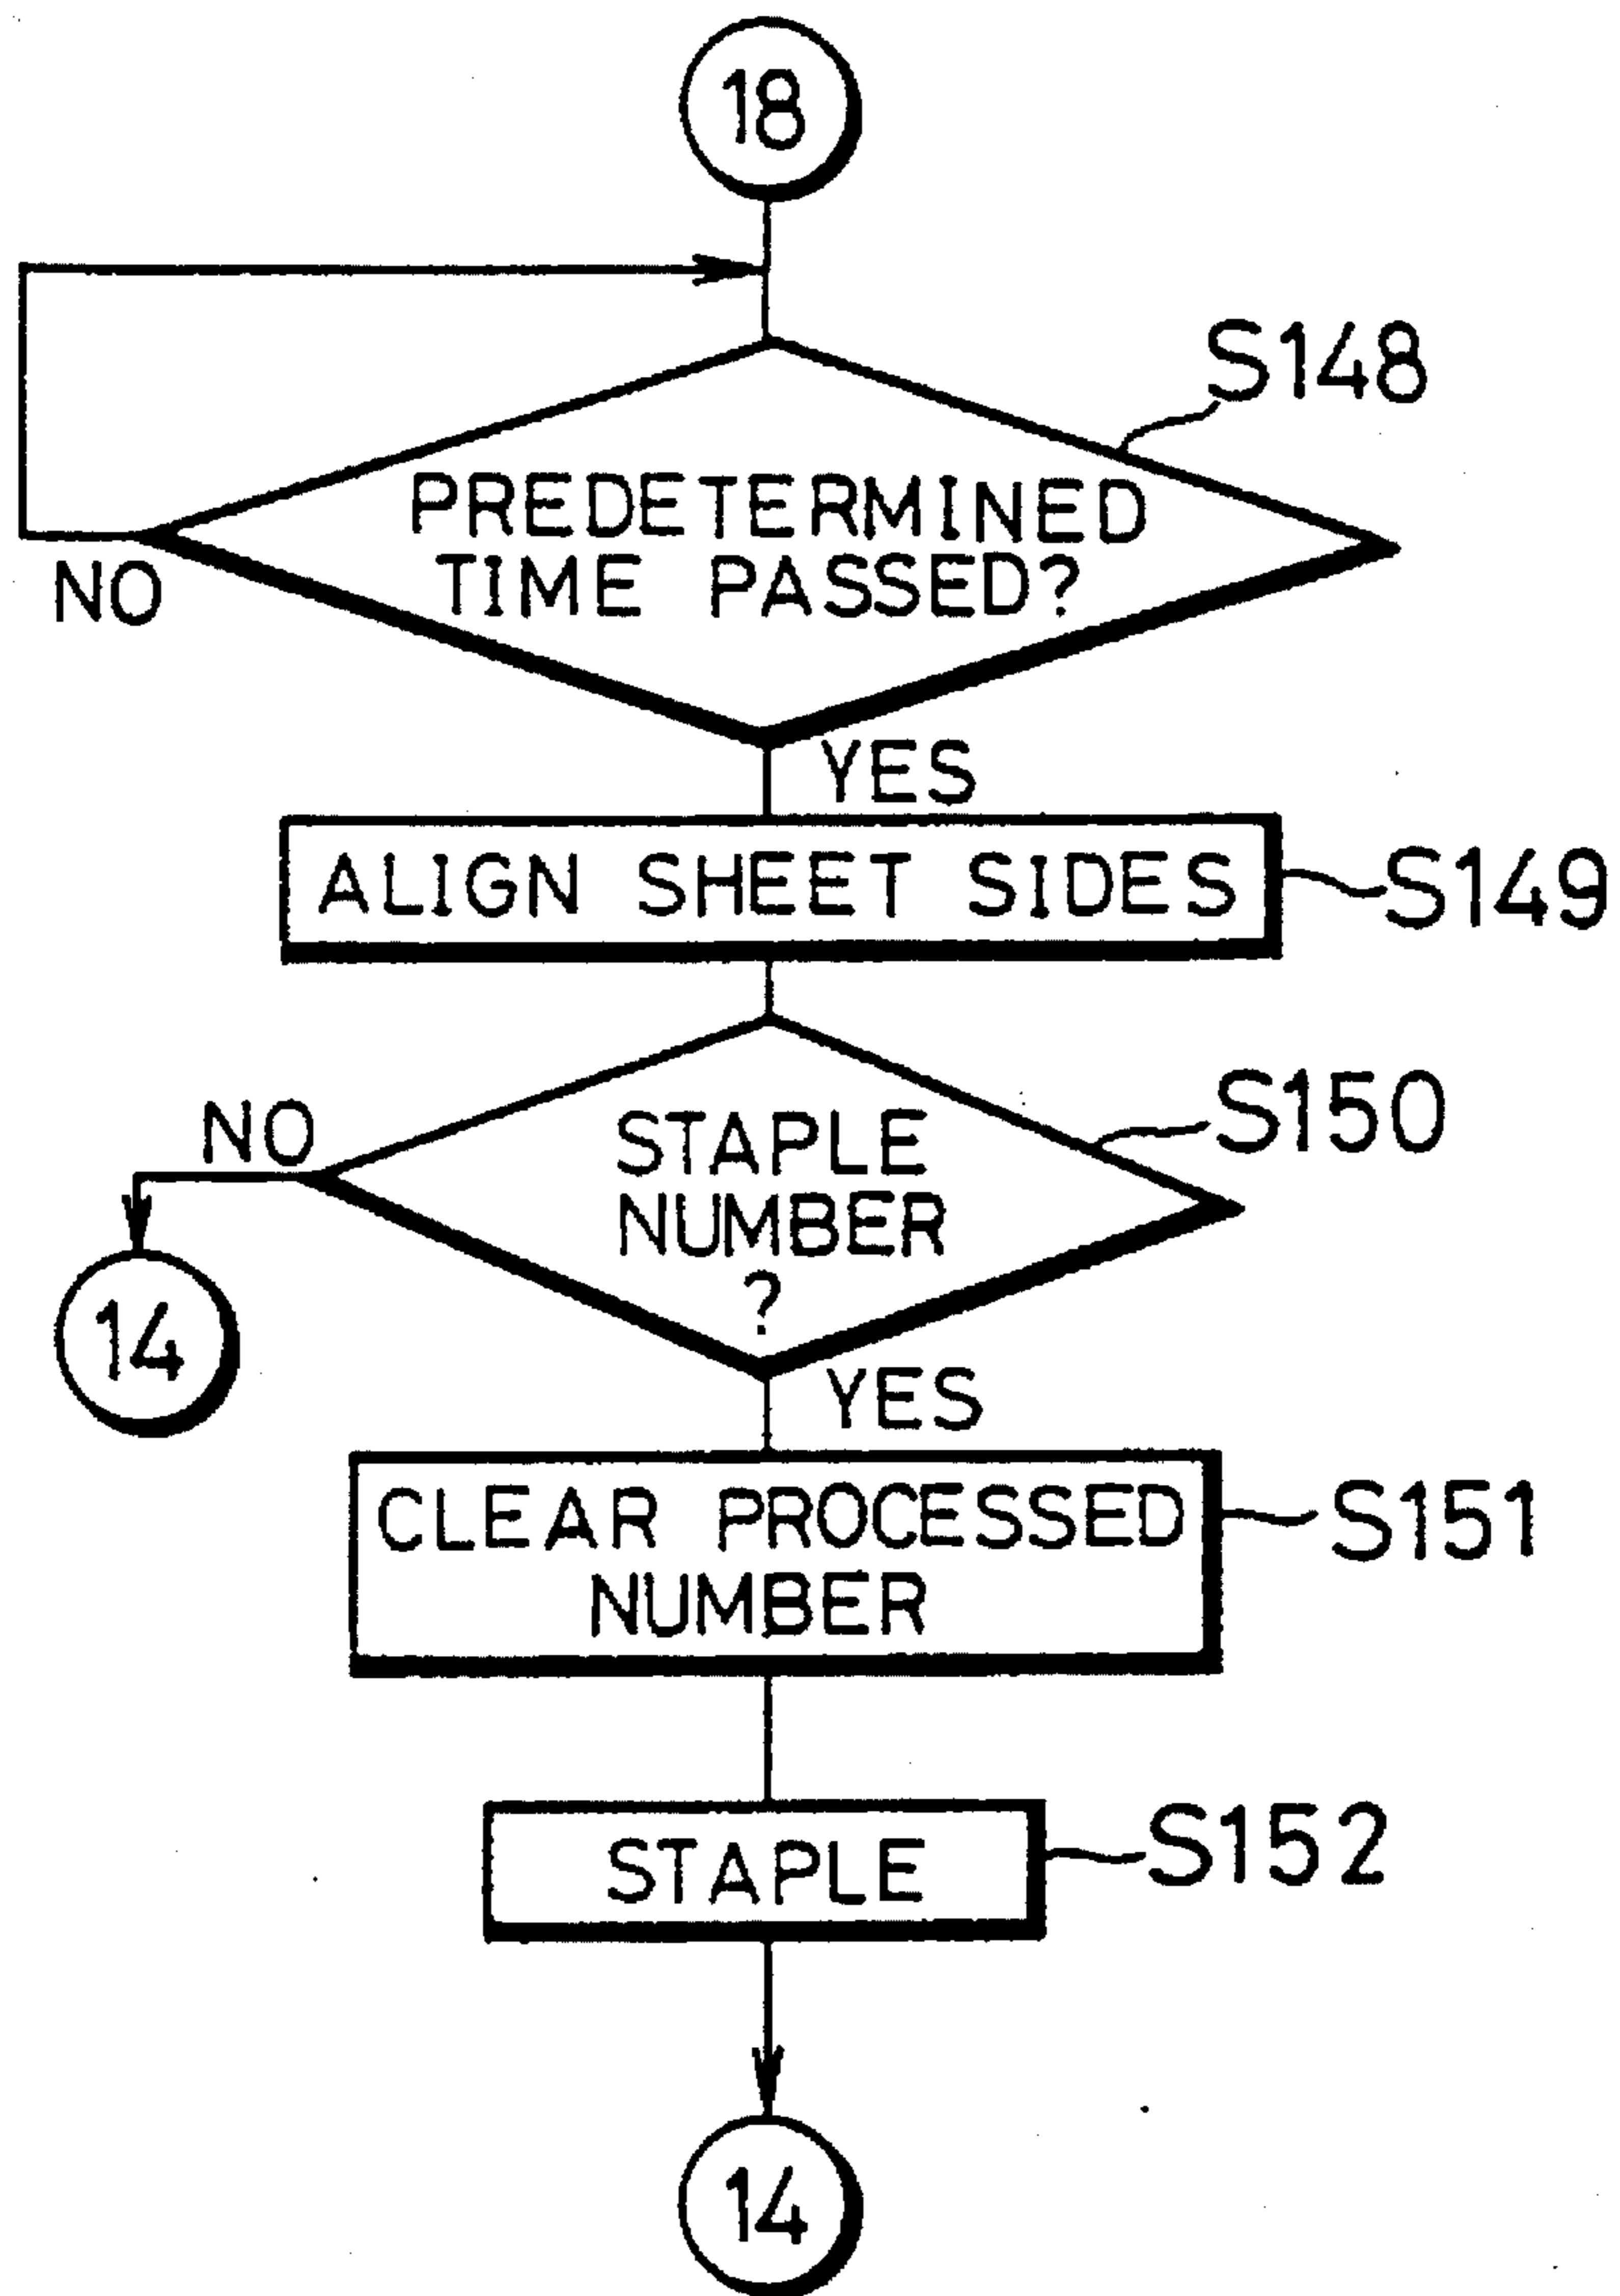 18
S148
PREDETERMINED
TIME PASSED?
NO
YES
ALIGN SHEET SIDES
S149
NO
S150
STAPLE
NUMBER
?
14
YES
CLEAR PROCESSED
NUMBER
S151
STAPLE
S152
14